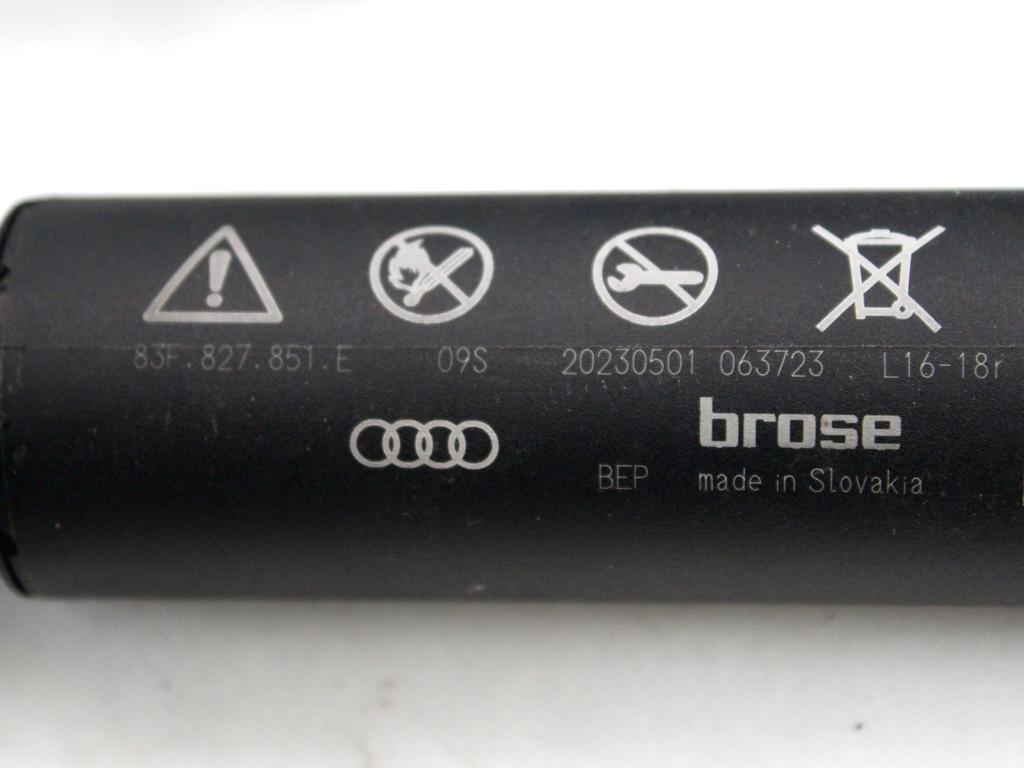 83F.827.851.E 09S 20230501 063723 L16-18r
brose
BEP made in Slovakia